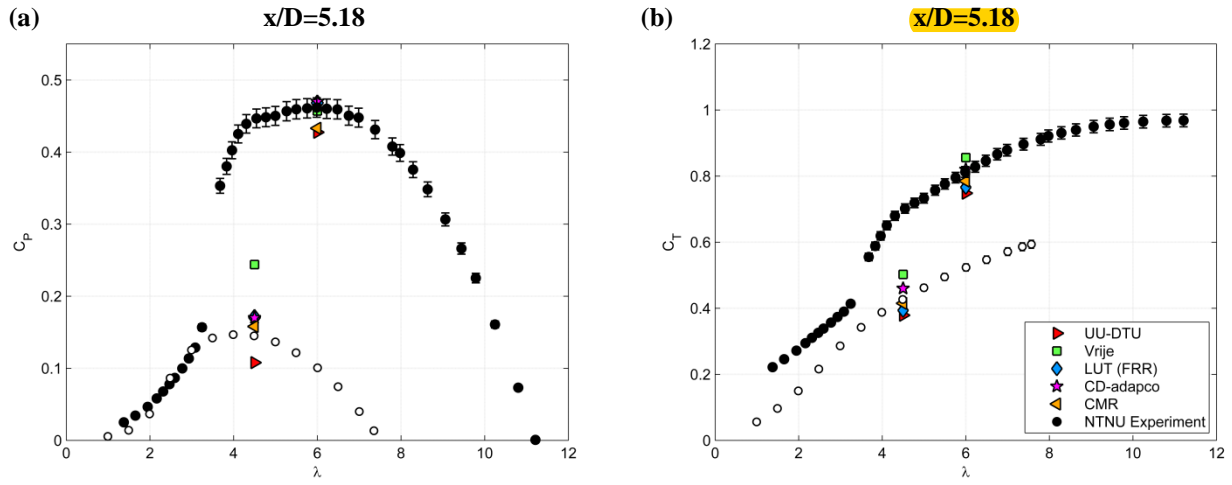 (a)
x/D=5.18
0.5
0.4
0.3
0.2
0.1
0
C_P
0 2 4 6 8 10 12
λ
(b)
x/D=5.18
1.2
1
0.8
0.6
0.4
0.2
0
C_T
0 2 4 6 8 10 12
λ
UU-DTU
Vrije
LUT (FRR)
CD-adapco
CMR
NTNU Experiment